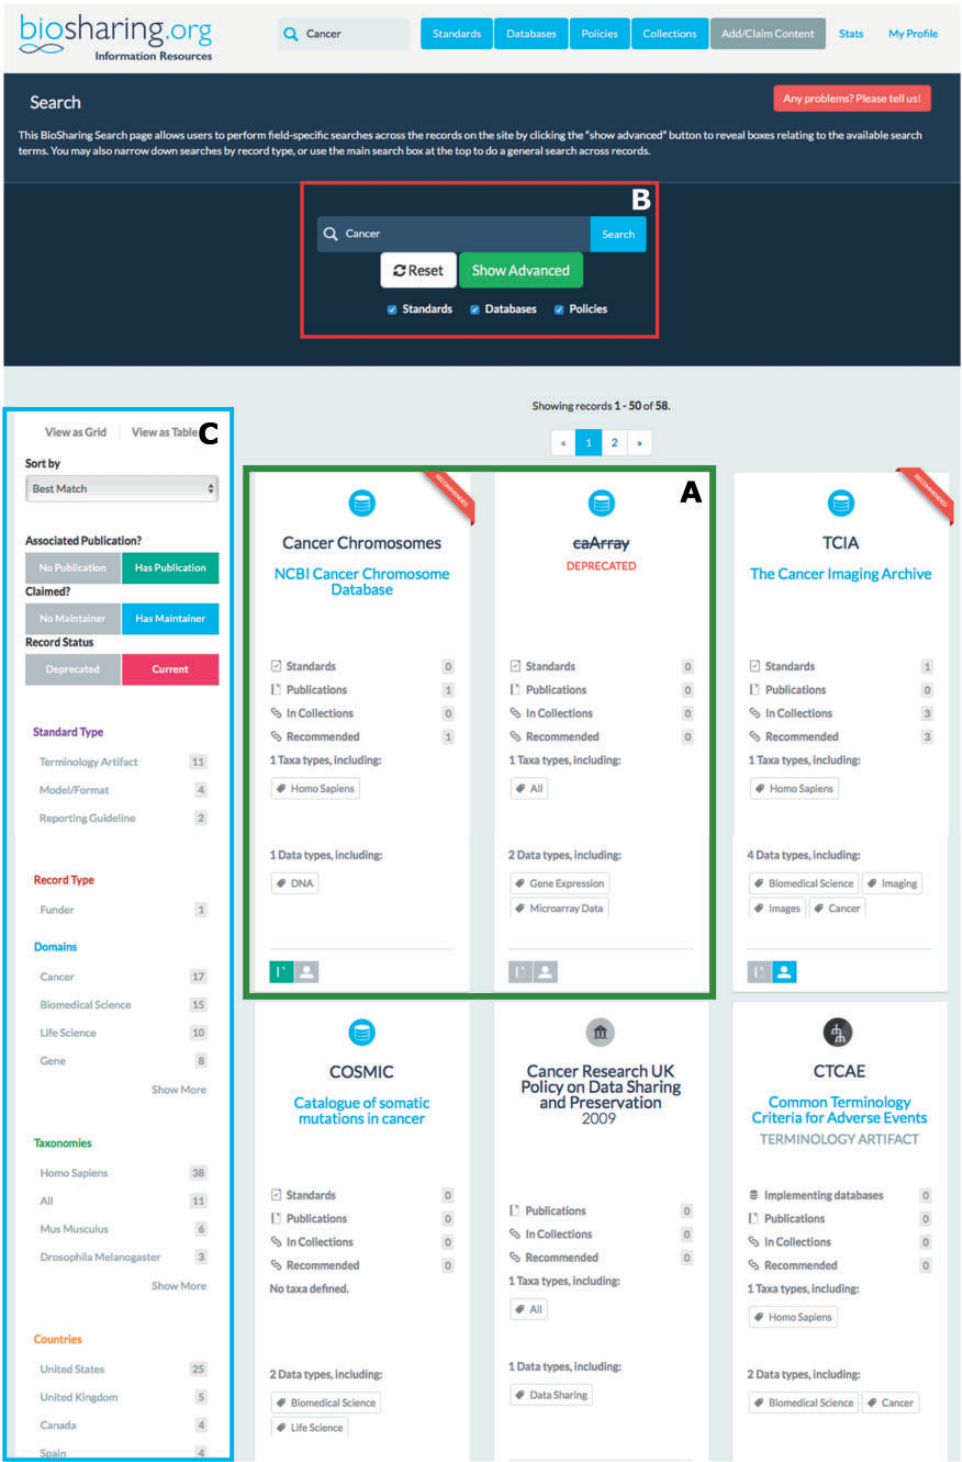 biosharing.org
Information Resources
Cancer
Standards
Databases
Policies
Collections
Add/Claim Content
Stats
My Profile
Search
Any problems? Please tell us!
This BioSharing Search page allows users to perform field-specific searches across the records on the site by clicking the "show advanced" button to reveal boxes relating to the available search
terms. You may also narrow down searches by record type, or use the main search box at the top to do a general search across records.
B
Cancer
Search
Reset
Show Advanced
Standards
Databases
Policies
Showing records 1 - 50 of 58.
« 1 2 »
C
View as Grid
View as Table
Sort by
Best Match
Associated Publication?
No Publication
Has Publication
Claimed?
No Maintainer
Has Maintainer
Record Status
Deprecated
Current
Standard Type
Terminology Artifact 11
Model/Format 4
Reporting Guideline 2
Record Type
Funder 1
Domains
Cancer 17
Biomedical Science 15
Life Science 10
Gene 8
Show More
Taxonomies
Homo Sapiens 38
All 11
Mus Musculus 6
Drosophila Melanogaster 3
Show More
Countries
United States 25
United Kingdom 5
Canada 4
Spain 4
A
RECOMMENDED
Cancer Chromosomes
NCBI Cancer Chromosome
Database
Standards 0
Publications 1
In Collections 0
Recommended 1
1 Taxa types, including:
Homo Sapiens
1 Data types, including:
DNA
caArray
DEPRECATED
Standards 0
Publications 0
In Collections 0
Recommended 0
1 Taxa types, including:
All
2 Data types, including:
Gene Expression
Microarray Data
RECOMMENDED
TCIA
The Cancer Imaging Archive
Standards 1
Publications 0
In Collections 3
Recommended 3
1 Taxa types, including:
Homo Sapiens
4 Data types, including:
Biomedical Science
Imaging
Images
Cancer
COSMIC
Catalogue of somatic
mutations in cancer
Standards 0
Publications 0
In Collections 0
Recommended 0
No taxa defined.
2 Data types, including:
Biomedical Science
Life Science
Cancer Research UK
Policy on Data Sharing
and Preservation
2009
Publications 0
In Collections 0
Recommended 0
1 Taxa types, including:
All
1 Data types, including:
Data Sharing
CTCAE
Common Terminology
Criteria for Adverse Events
TERMINOLOGY ARTIFACT
Implementing databases 0
Publications 0
In Collections 0
Recommended 0
1 Taxa types, including:
Homo Sapiens
2 Data types, including:
Biomedical Science
Cancer